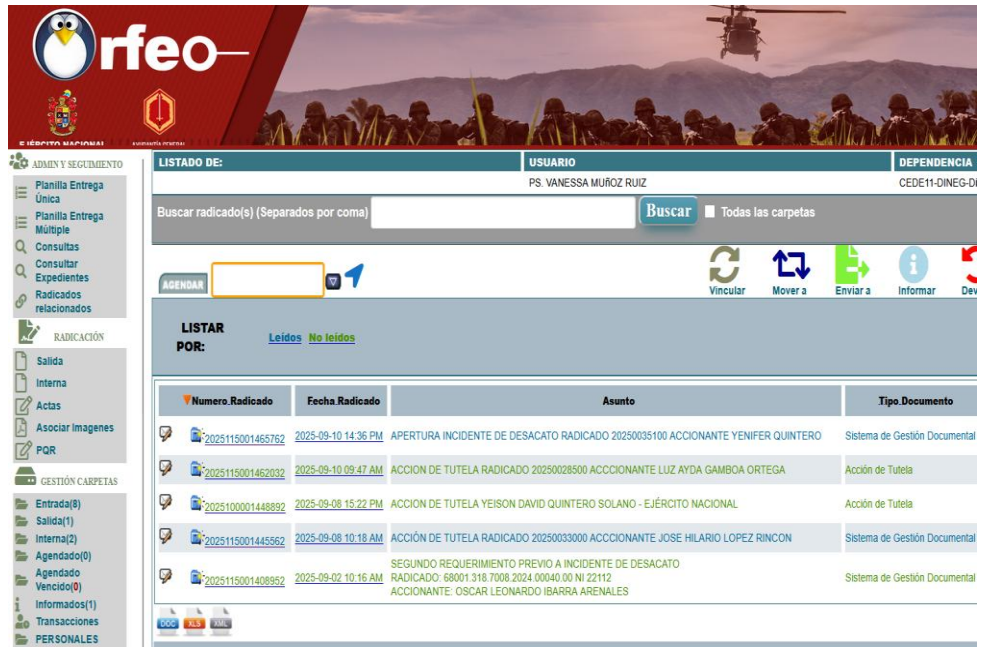 Orfeo
EJÉRCITO NACIONAL
ADMIN Y SEGUIMIENTO
Planilla Entrega
Única
Planilla Entrega
Múltiple
Consultas
Consultar
Expedientes
Radicados
relacionados
RADICACIÓN
Salida
Interna
Actas
Asociar Imagenes
PQR
GESTIÓN CARPETAS
Entrada(8)
Salida(1)
Interna(2)
Agendado(0)
Agendado
Vencido(0)
Informados(1)
Transacciones
PERSONALES
LISTADO DE:
USUARIO
DEPENDENCIA
PS. VANESSA MUñOZ RUIZ
CEDE11-DINEG-Di
Buscar radicado(s) (Separados por coma)
Buscar
Todas las carpetas
AGENDAR
Vincular
Mover a
Enviar a
Informar
Dev
LISTAR
POR:
Leídos
No leidos
Numero Radicado
Fecha Radicado
Asunto
Tipo Documento
2025115001465762 2025-09-10 14:36 PM APERTURA INCIDENTE DE DESACATO RADICADO 20250035100 ACCIONANTE YENIFER QUINTERO Sistema de Gestión Documental
2025115001462032 2025-09-10 09:47 AM ACCION DE TUTELA RADICADO 20250028500 ACCCIONANTE LUZ AYDA GAMBOA ORTEGA Acción de Tutela
2025100001448892 2025-09-08 15:22 PM ACCION DE TUTELA YEISON DAVID QUINTERO SOLANO - EJÉRCITO NACIONAL Acción de Tutela
2025115001445562 2025-09-08 10:18 AM ACCIÓN DE TUTELA RADICADO 20250033000 ACCCIONANTE JOSE HILARIO LOPEZ RINCON Sistema de Gestión Documental
SEGUNDO REQUERIMIENTO PREVIO A INCIDENTE DE DESACATO
2025115001408952 2025-09-02 10:16 AM RADICADO: 68001.318.7008.2024.00040.00 NI 22112 Sistema de Gestión Documental
ACCIONANTE: OSCAR LEONARDO IBARRA ARENALES
DOC XLS XML